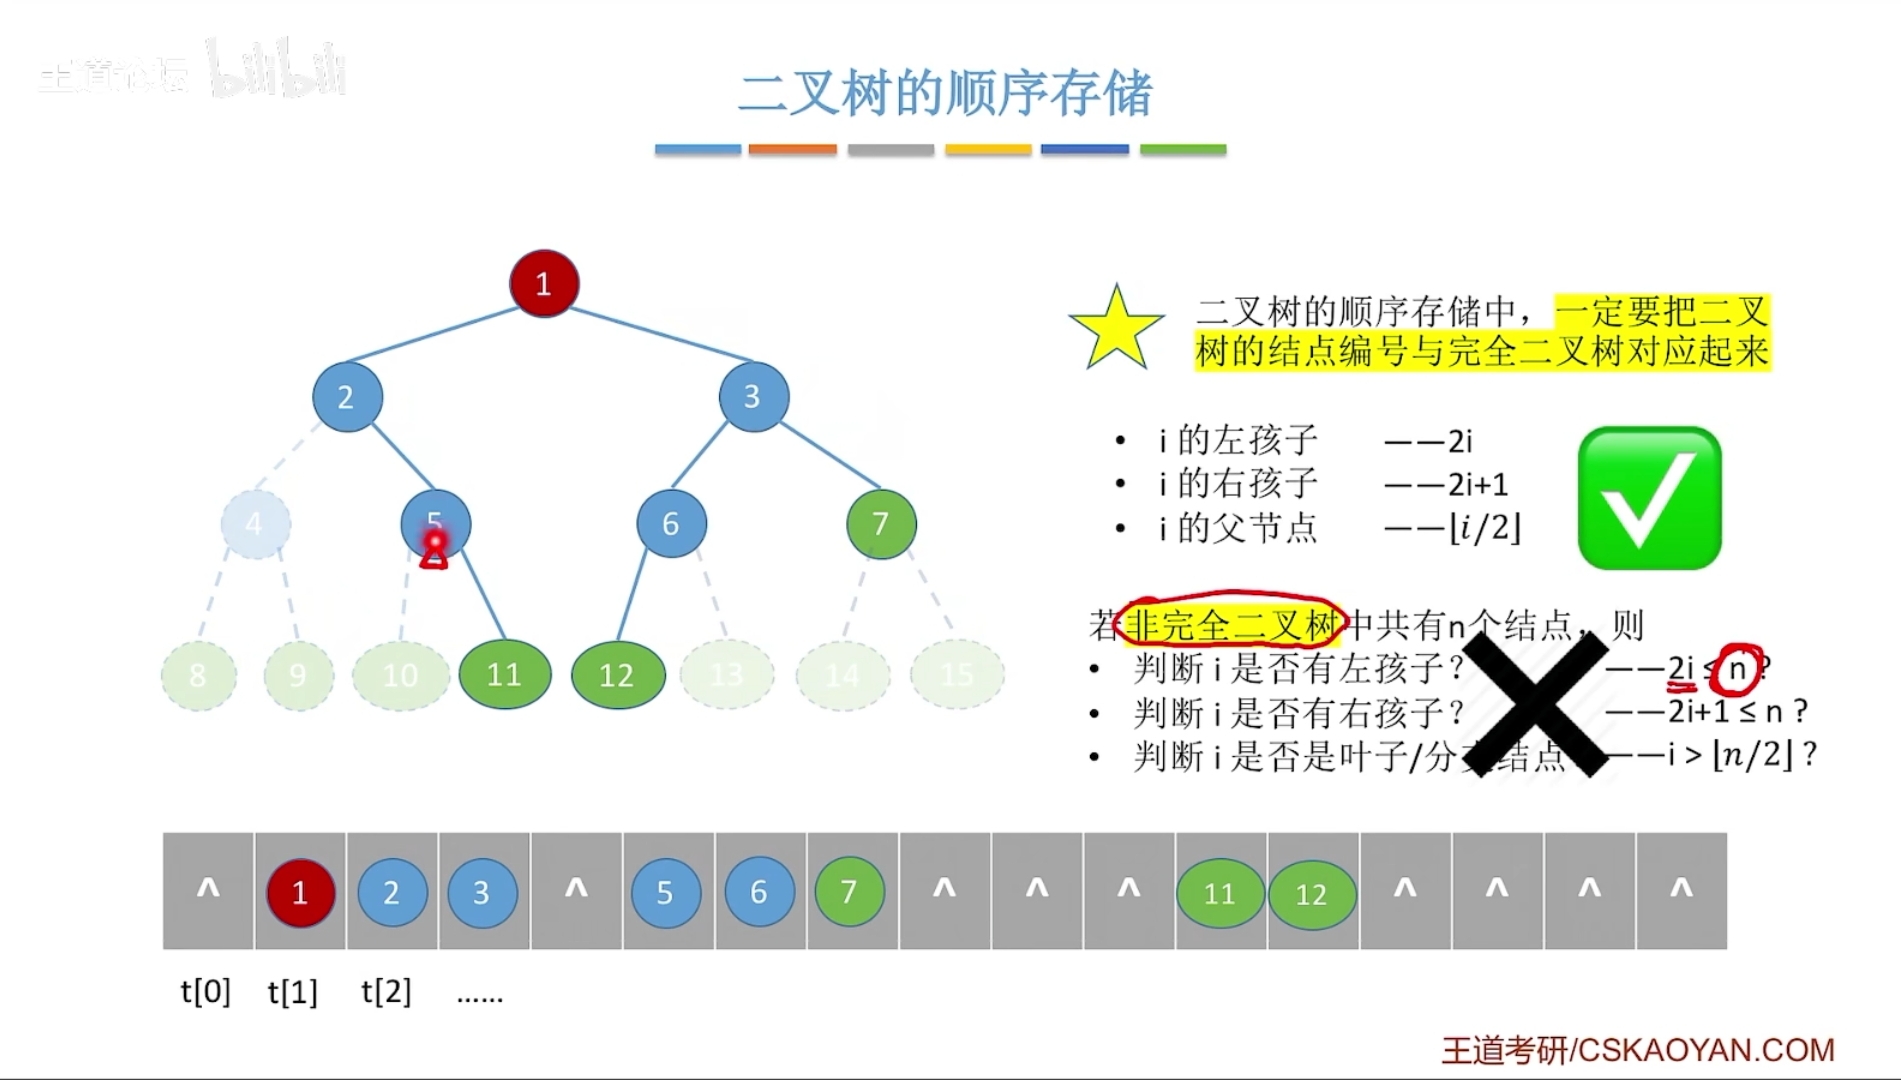 王道论坛 bilibili
二叉树的顺序存储
1
2 3
4 5 6 7
8 9 10 11 12 13 14 15
二叉树的顺序存储中，一定要把二叉
树的结点编号与完全二叉树对应起来
• i 的左孩子 ——2i
• i 的右孩子 ——2i+1
• i 的父节点 ——⌊i/2⌋
若非完全二叉树中共有n个结点，则
• 判断 i 是否有左孩子？ ——2i ≤ n ?
• 判断 i 是否有右孩子？ ——2i+1 ≤ n ?
• 判断 i 是否是叶子/分支结点 ——i > ⌊n/2⌋ ?
^ 1 2 3 ^ 5 6 7 ^ ^ ^ 11 12 ^ ^ ^ ^
t[0] t[1] t[2] ……
王道考研/CSKAOYAN.COM